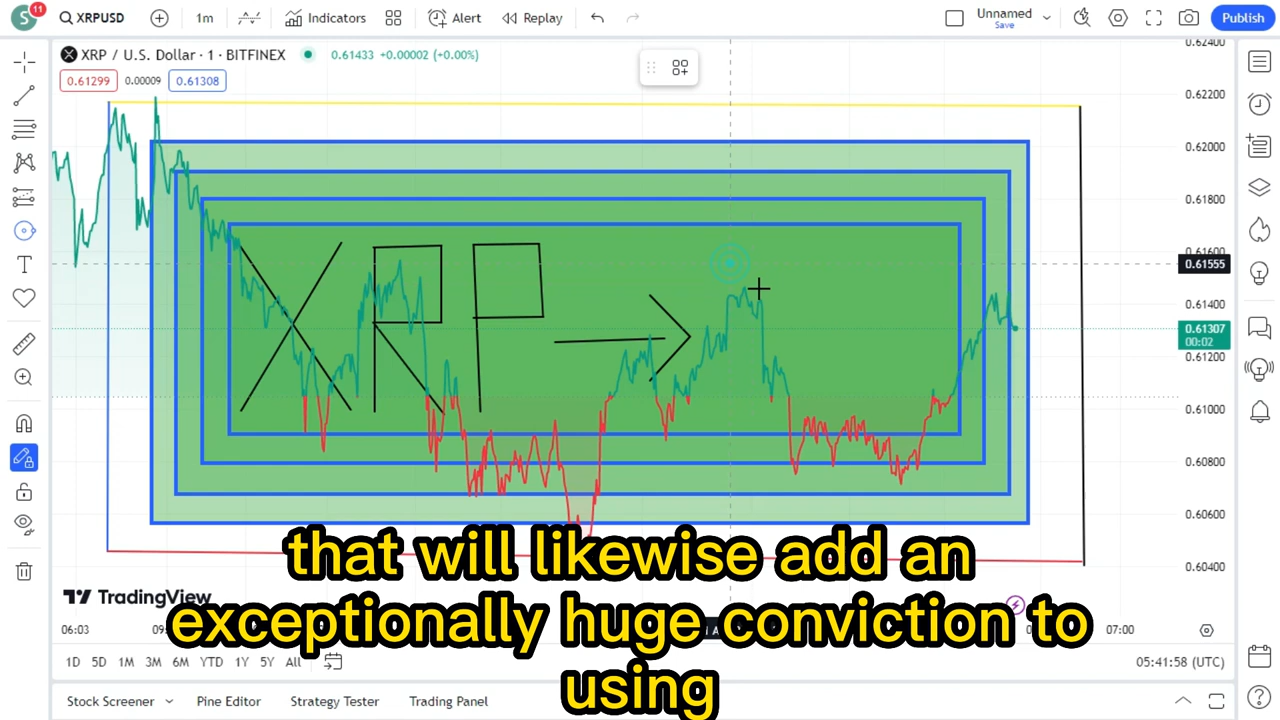 S 11 XRPUSD 1m Indicators Alert Replay Unnamed Save Publish
XRP / U.S. Dollar · 1 · BITFINEX 0.61433 +0.00002 (+0.00%)
0.61299 0.00009 0.61308
0.62400
0.62200
0.62000
0.61800
0.61600
0.61555
0.61400
0.61307
00:02
0.61200
0.61000
0.60800
0.60600
0.60400
XRP
that will likewise add an
exceptionally huge conviction to
using
TradingView
06:03 07:00
1D 5D 1M 3M 6M YTD 1Y 5Y All 05:41:58 (UTC)
Stock Screener Pine Editor Strategy Tester Trading Panel